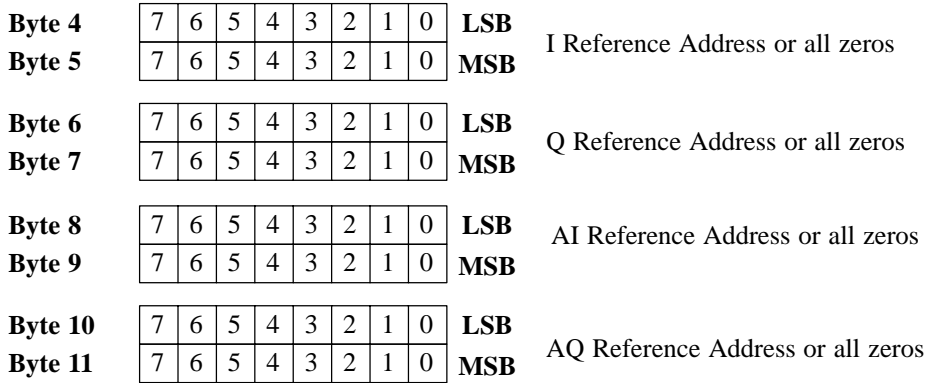 Byte 4 7 6 5 4 3 2 1 0 LSB
I Reference Address or all zeros
Byte 5 7 6 5 4 3 2 1 0 MSB
Byte 6 7 6 5 4 3 2 1 0 LSB
Q Reference Address or all zeros
Byte 7 7 6 5 4 3 2 1 0 MSB
Byte 8 7 6 5 4 3 2 1 0 LSB
AI Reference Address or all zeros
Byte 9 7 6 5 4 3 2 1 0 MSB
Byte 10 7 6 5 4 3 2 1 0 LSB
AQ Reference Address or all zeros
Byte 11 7 6 5 4 3 2 1 0 MSB